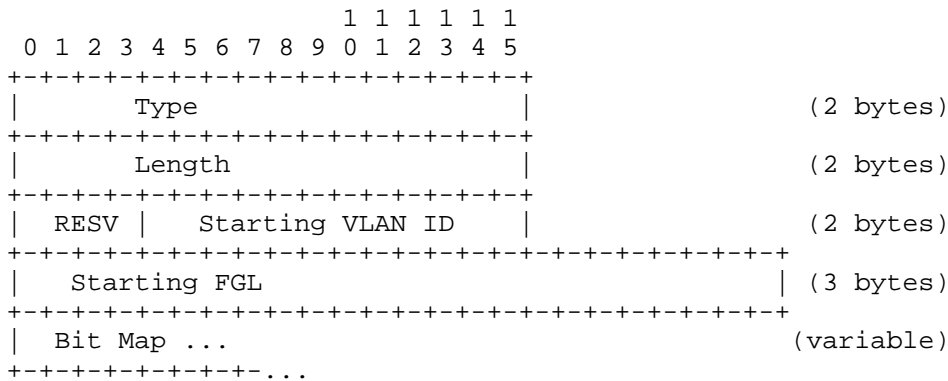 1 1 1 1 1 1
 0 1 2 3 4 5 6 7 8 9 0 1 2 3 4 5
+-+-+-+-+-+-+-+-+-+-+-+-+-+-+-+-+
|       Type                    |                 (2 bytes)
+-+-+-+-+-+-+-+-+-+-+-+-+-+-+-+-+
|       Length                  |                 (2 bytes)
+-+-+-+-+-+-+-+-+-+-+-+-+-+-+-+-+
|  RESV |   Starting VLAN ID    |                 (2 bytes)
+-+-+-+-+-+-+-+-+-+-+-+-+-+-+-+-+-+-+-+-+-+-+-+-+
|   Starting FGL                                | (3 bytes)
+-+-+-+-+-+-+-+-+-+-+-+-+-+-+-+-+-+-+-+-+-+-+-+-+
|  Bit Map ...                                   (variable)
+-+-+-+-+-+-+-+-...